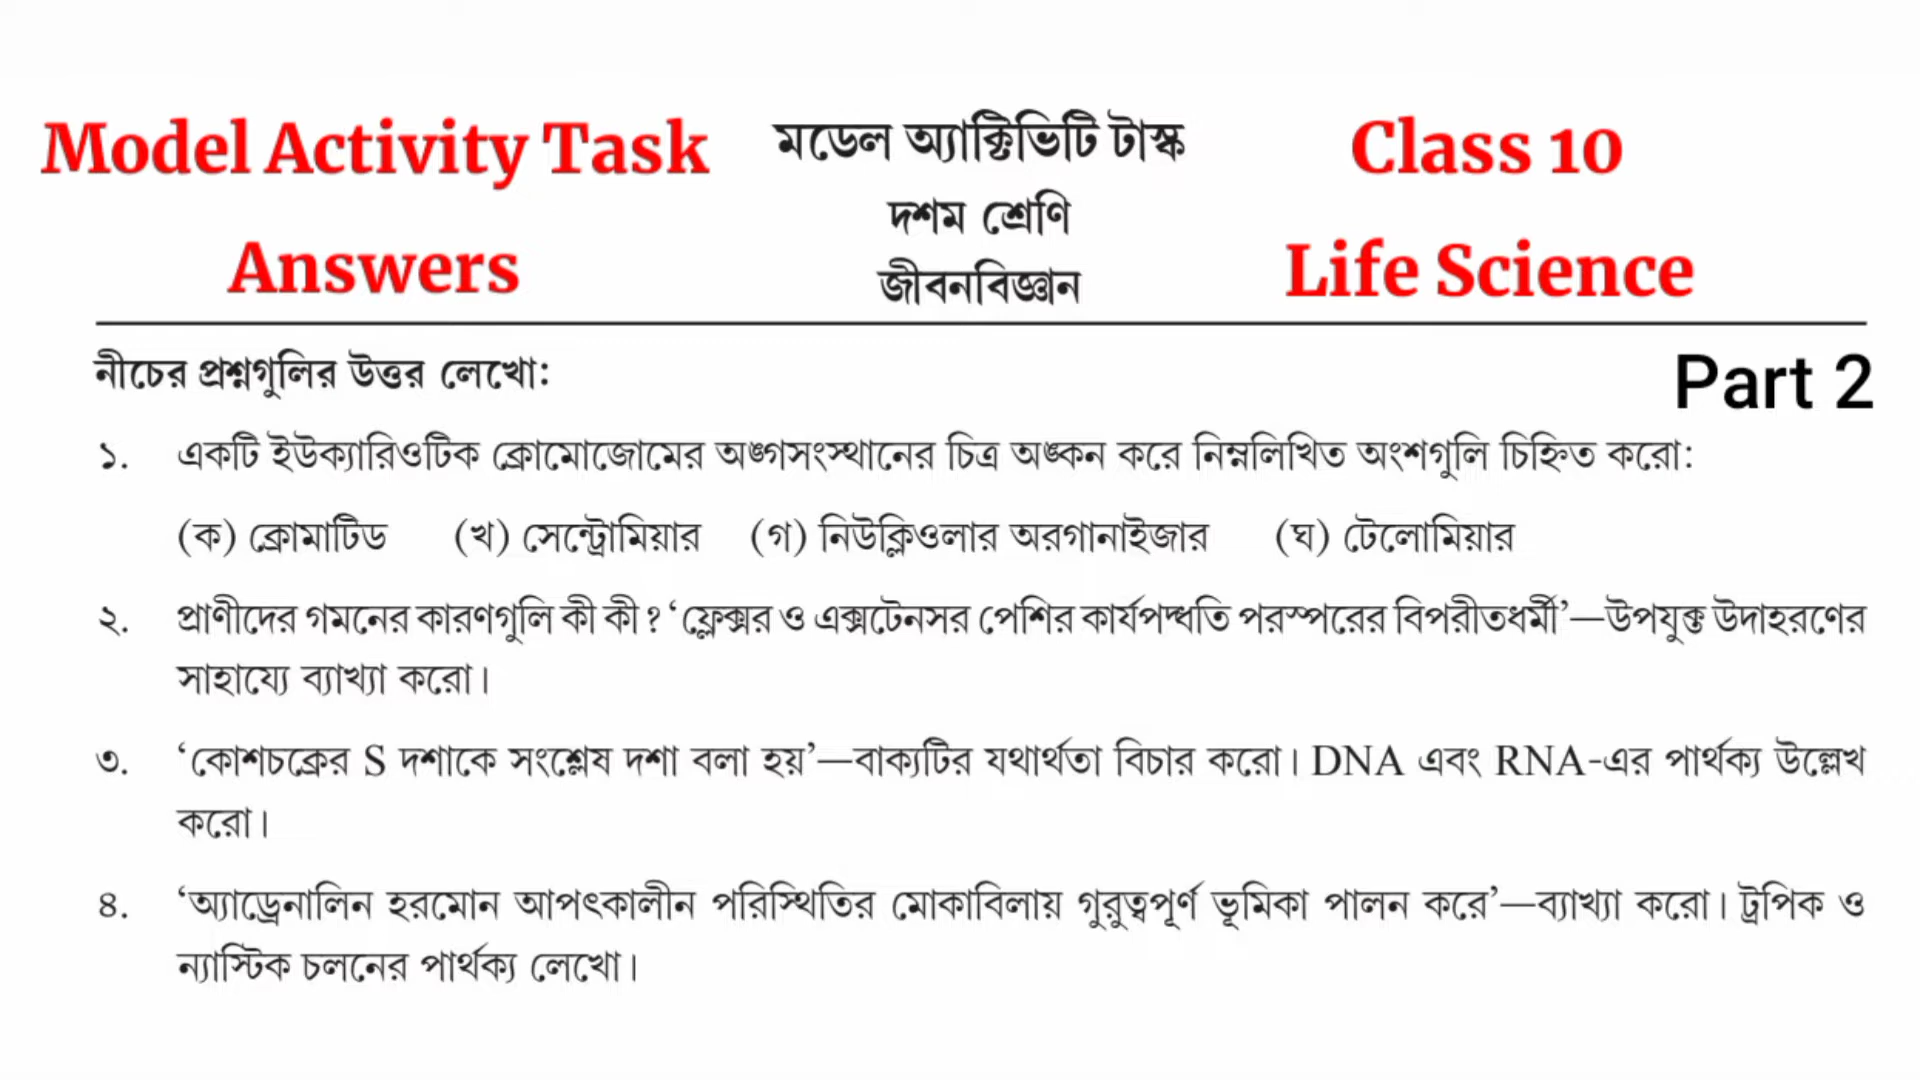 Model Activity Task
মডেল অ্যাক্টিভিটি টাস্ক
Class 10
দশম শ্রেণি
Answers
জীবনবিজ্ঞান
Life Science
নীচের প্রশ্নগুলির উত্তর লেখো:
Part 2
১. একটি ইউক্যারিওটিক ক্রোমোজোমের অঙ্গসংস্থানের চিত্র অঙ্কন করে নিম্নলিখিত অংশগুলি চিহ্নিত করো:
(ক) ক্রোমাটিড (খ) সেন্ট্রোমিয়ার (গ) নিউক্লিওলার অরগানাইজার (ঘ) টেলোমিয়ার
২. প্রাণীদের গমনের কারণগুলি কী কী? ‘ফ্লেক্সর ও এক্সটেনসর পেশির কার্যপদ্ধতি পরস্পরের বিপরীতধর্মী’—উপযুক্ত উদাহরণের
সাহায্যে ব্যাখ্যা করো।
৩. ‘কোশচক্রের S দশাকে সংশ্লেষ দশা বলা হয়’—বাক্যটির যথার্থতা বিচার করো। DNA এবং RNA-এর পার্থক্য উল্লেখ
করো।
৪. ‘অ্যাড্রেনালিন হরমোন আপৎকালীন পরিস্থিতির মোকাবিলায় গুরুত্বপূর্ণ ভূমিকা পালন করে’—ব্যাখ্যা করো। ট্রপিক ও
ন্যাস্টিক চলনের পার্থক্য লেখো।